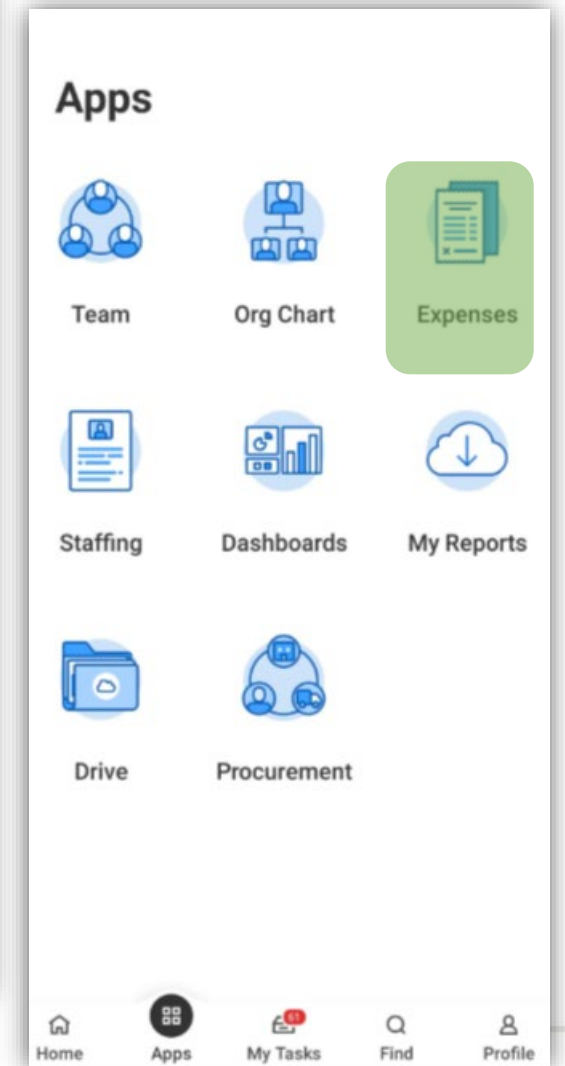 Apps
Team Org Chart Expenses
Staffing Dashboards My Reports
Drive Procurement
61
Home Apps My Tasks Find Profile